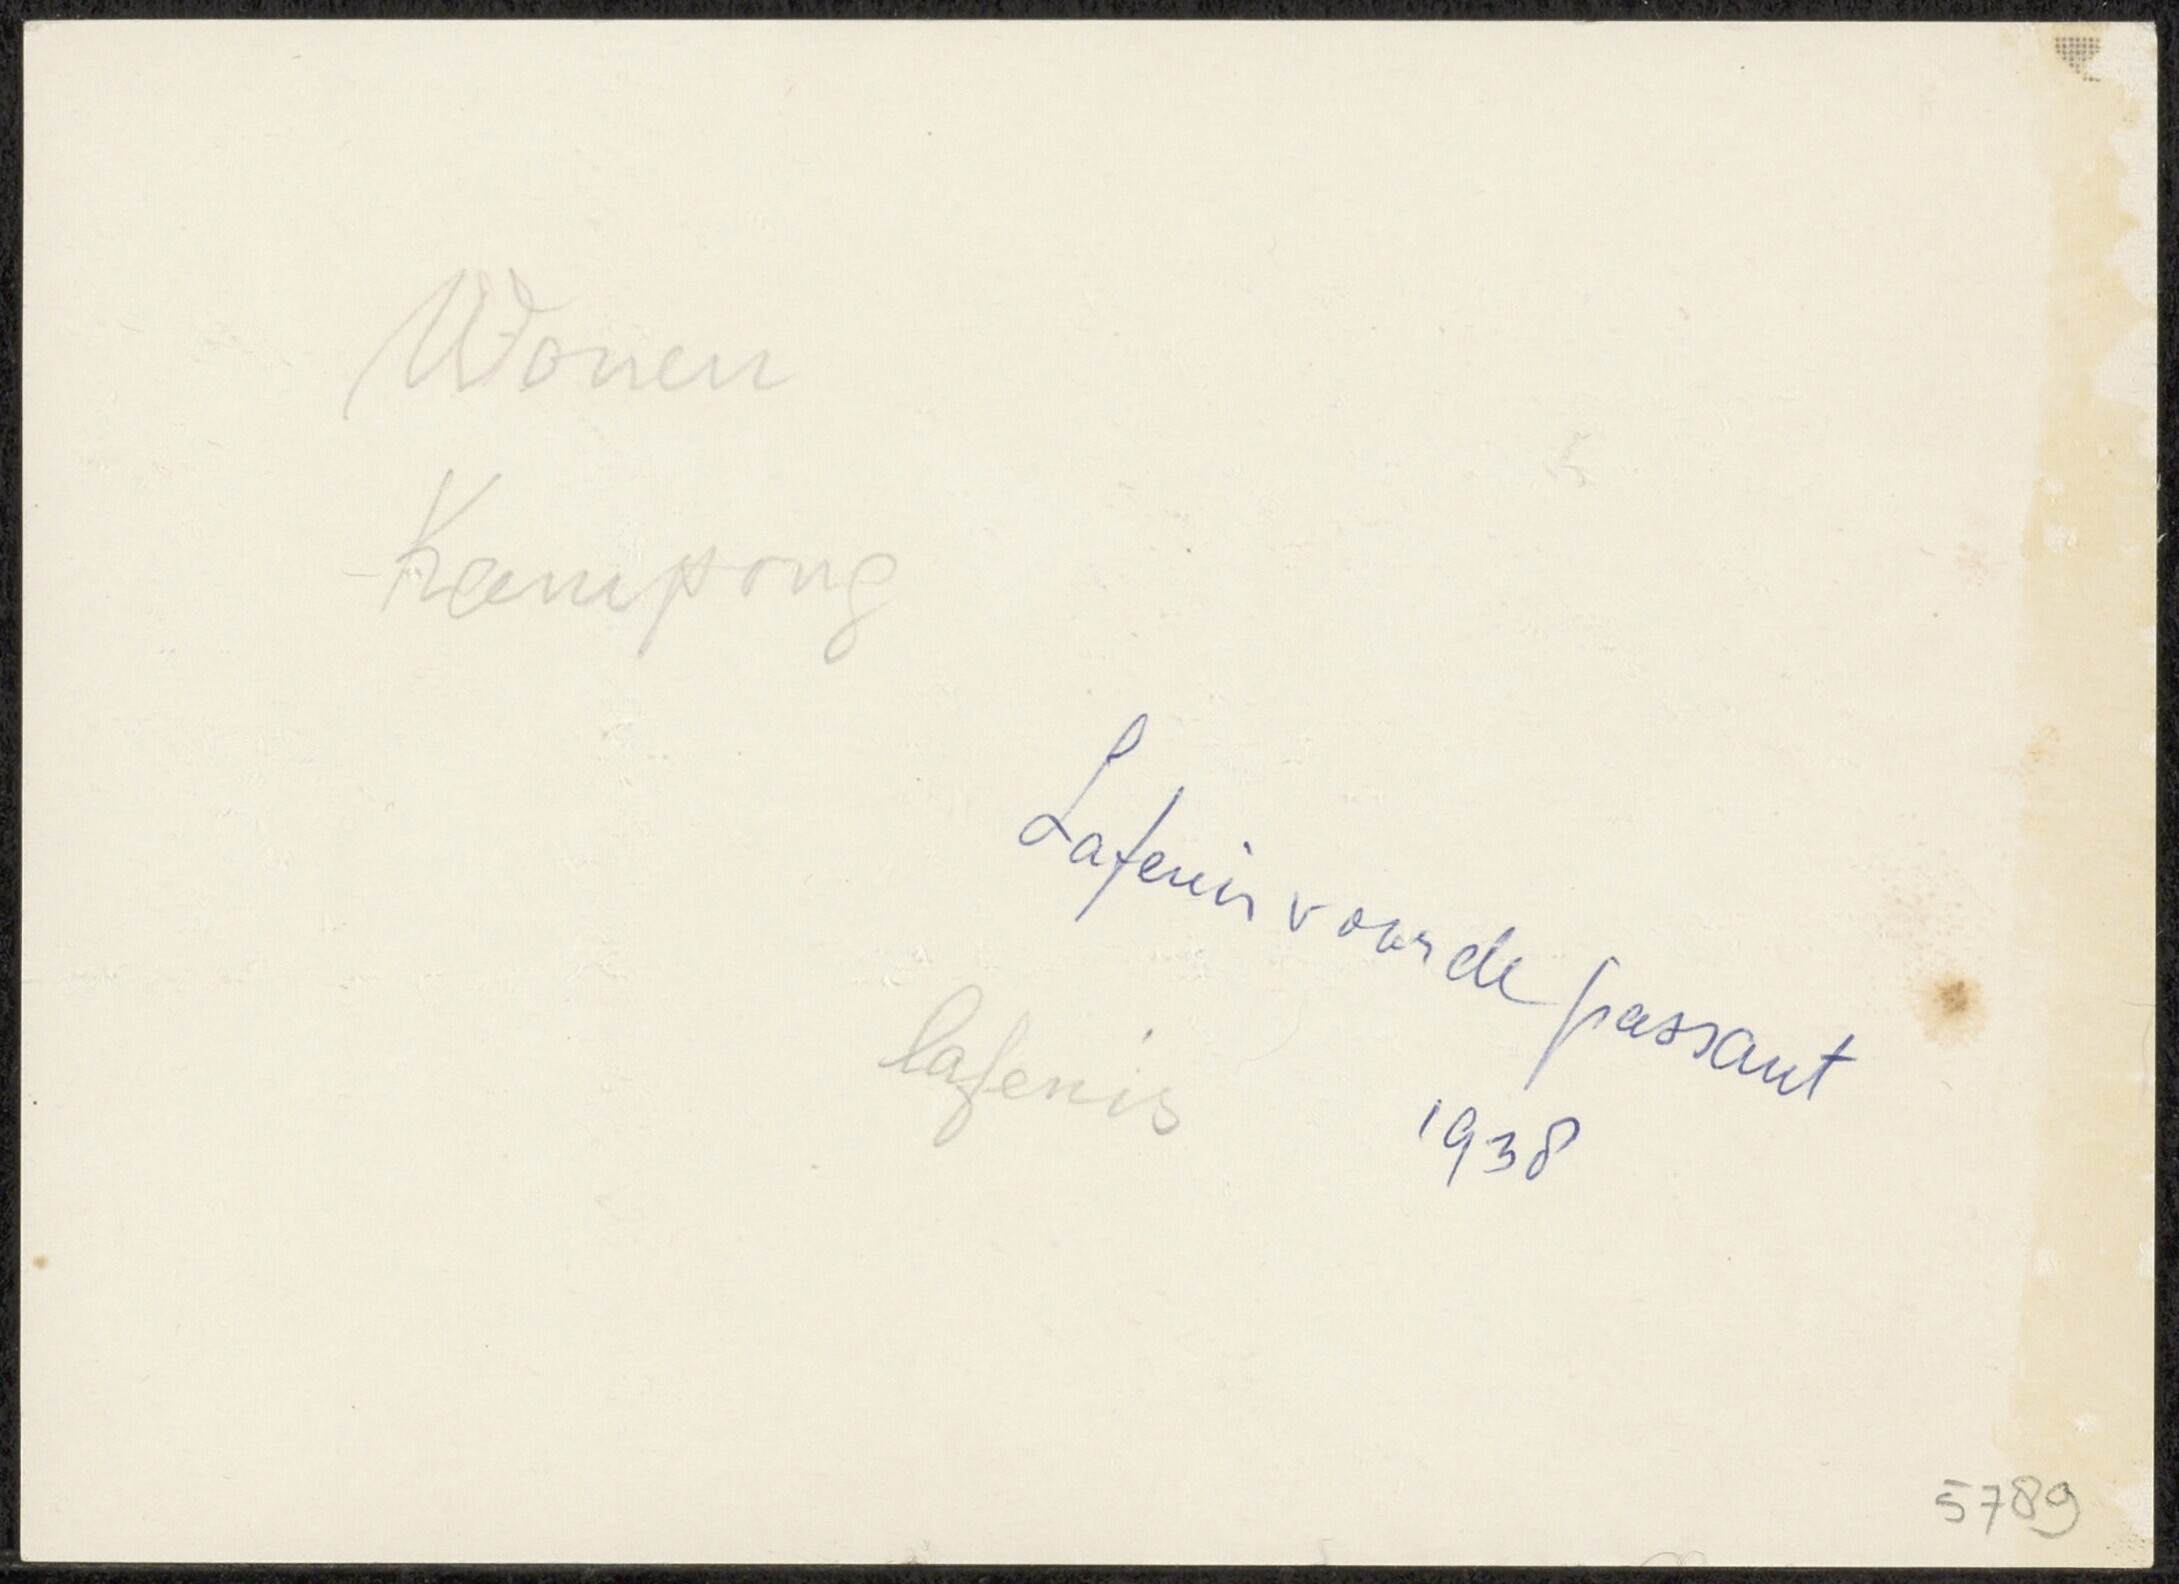 Wonen
Kampong
Lafenis voor de passant
lafenis
1938
5789